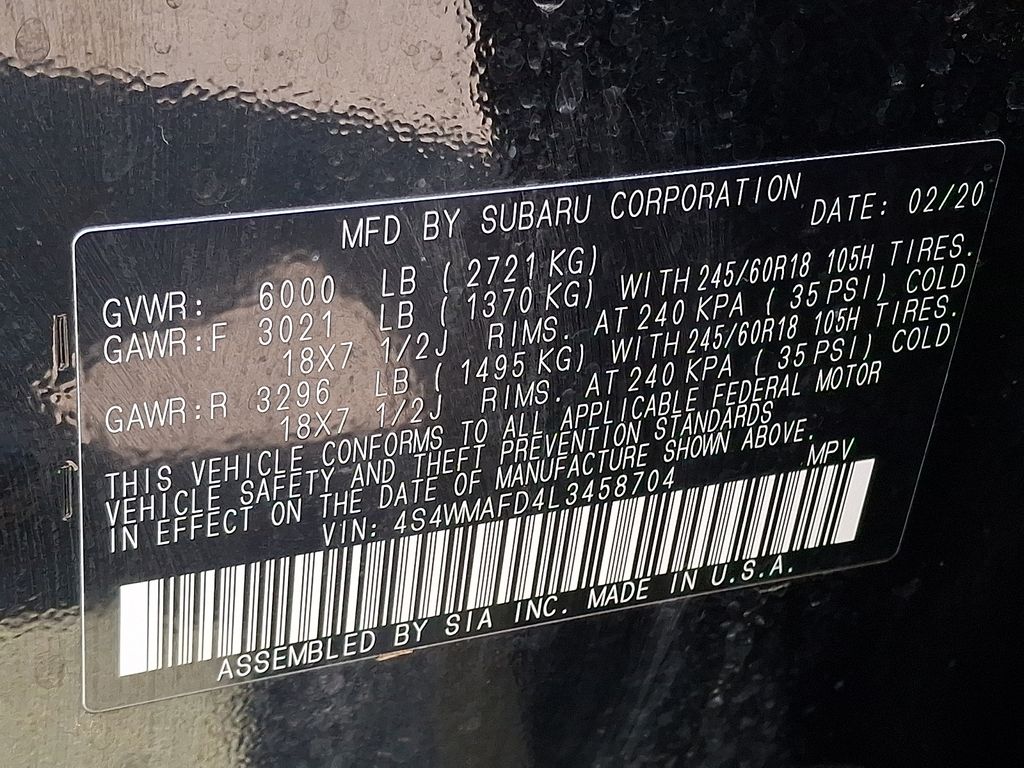 MFD BY SUBARU CORPORATION
DATE: 02/20
GVWR: 6000 LB (2721 KG)
GAWR:F 3021 LB (1370 KG) WITH 245/60R18 105H TIRES.
18X7 1/2J RIMS. AT 240 KPA (35 PSI) COLD
GAWR:R 3296 LB (1495 KG) WITH 245/60R18 105H TIRES.
18X7 1/2J RIMS. AT 240 KPA (35 PSI) COLD
THIS VEHICLE CONFORMS TO ALL APPLICABLE FEDERAL MOTOR
VEHICLE SAFETY AND THEFT PREVENTION STANDARDS
IN EFFECT ON THE DATE OF MANUFACTURE SHOWN ABOVE.
VIN: 4S4WMAFD4L3458704 MPV
ASSEMBLED BY SIA INC. MADE IN U.S.A.